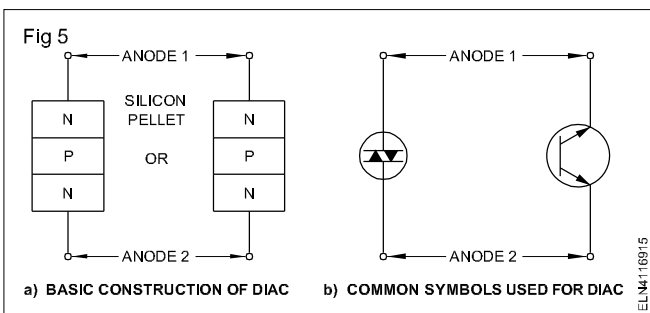 Fig 5
ANODE 1
SILICON
PELLET
OR
N
P
N
N
P
N
ANODE 2
a) BASIC CONSTRUCTION OF DIAC
ANODE 1
ANODE 2
b) COMMON SYMBOLS USED FOR DIAC
ELN4116915